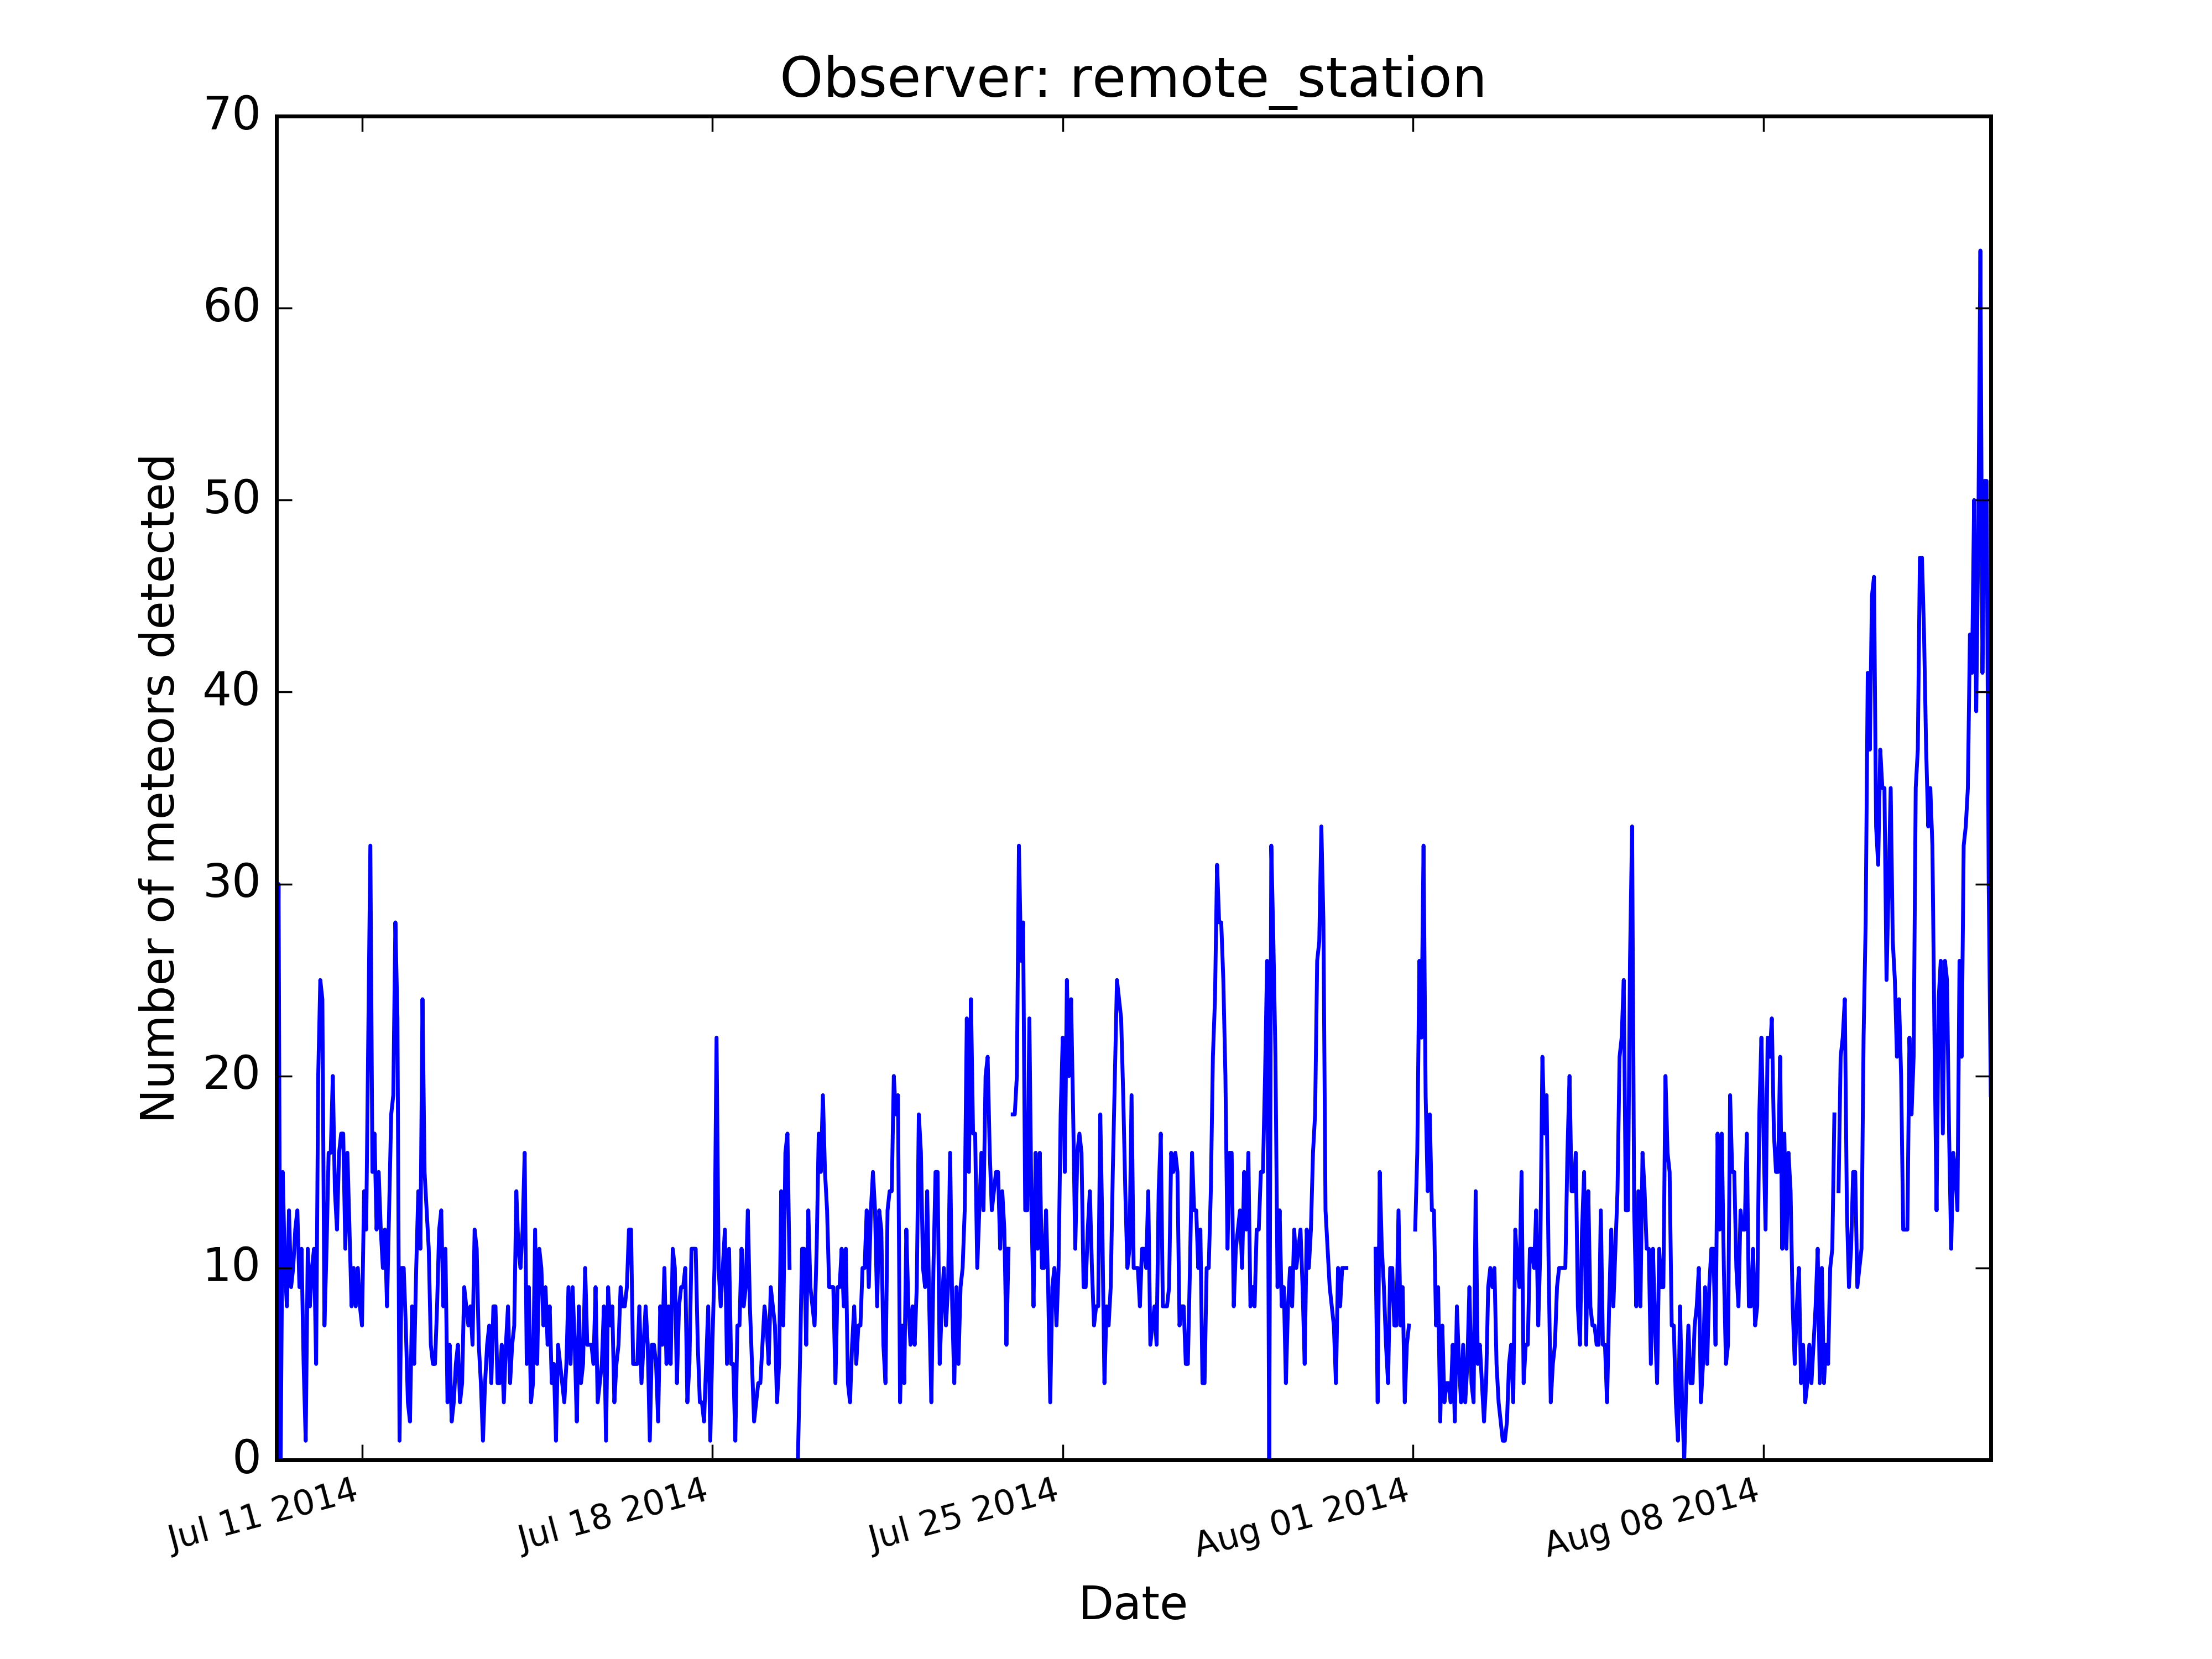 Observer: remote_station
Number of meteors detected
70
60
50
40
30
20
10
0
Jul 11 2014
Jul 18 2014
Jul 25 2014
Aug 01 2014
Aug 08 2014
Date